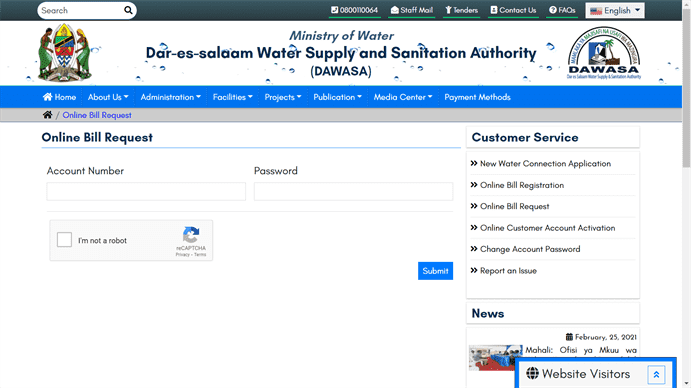 Search
0800110064
Staff Mail
Tenders
Contact Us
FAQs
English
Ministry of Water
Dar-es-salaam Water Supply and Sanitation Authority
(DAWASA)
DAWASA
Dar es Salaam Water Supply & Sanitation Authority
Home
About Us
Administration
Facilities
Projects
Publication
Media Center
Payment Methods
/ Online Bill Request
Online Bill Request
Account Number
Password
I'm not a robot
reCAPTCHA
Privacy - Terms
Submit
Customer Service
New Water Connection Application
Online Bill Registration
Online Bill Request
Online Customer Account Activation
Change Account Password
Report an Issue
News
February, 25, 2021
Mahali: Ofisi ya Mkuu wa
Website Visitors